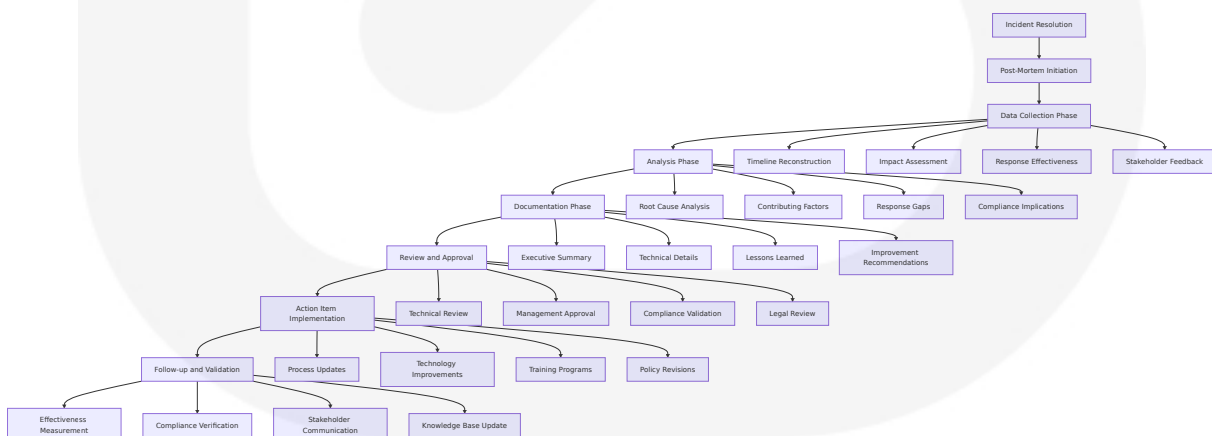 Incident Resolution
Post-Mortem Initiation
Data Collection Phase
Analysis Phase
Timeline Reconstruction
Impact Assessment
Response Effectiveness
Stakeholder Feedback
Documentation Phase
Root Cause Analysis
Contributing Factors
Response Gaps
Compliance Implications
Review and Approval
Executive Summary
Technical Details
Lessons Learned
Improvement
Recommendations
Action Item
Implementation
Technical Review
Management Approval
Compliance Validation
Legal Review
Follow-up and Validation
Process Updates
Technology
Improvements
Training Programs
Policy Revisions
Effectiveness
Measurement
Compliance Verification
Stakeholder
Communication
Knowledge Base Update